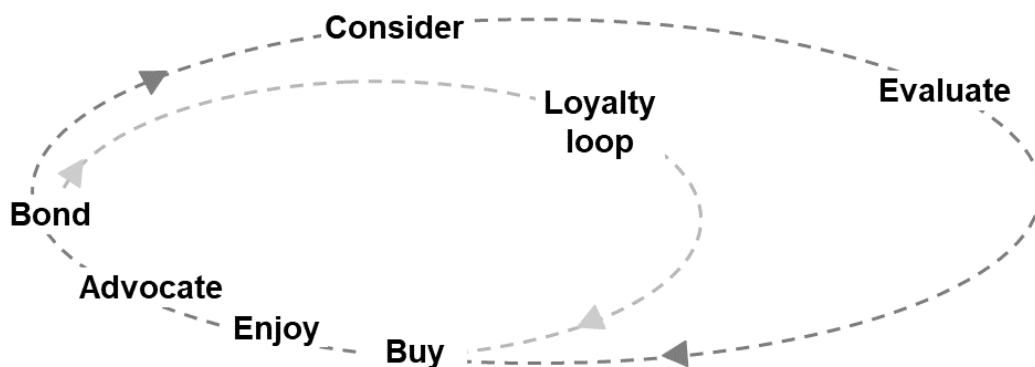 Consider
Evaluate
Loyalty
loop
Bond
Advocate
Enjoy
Buy